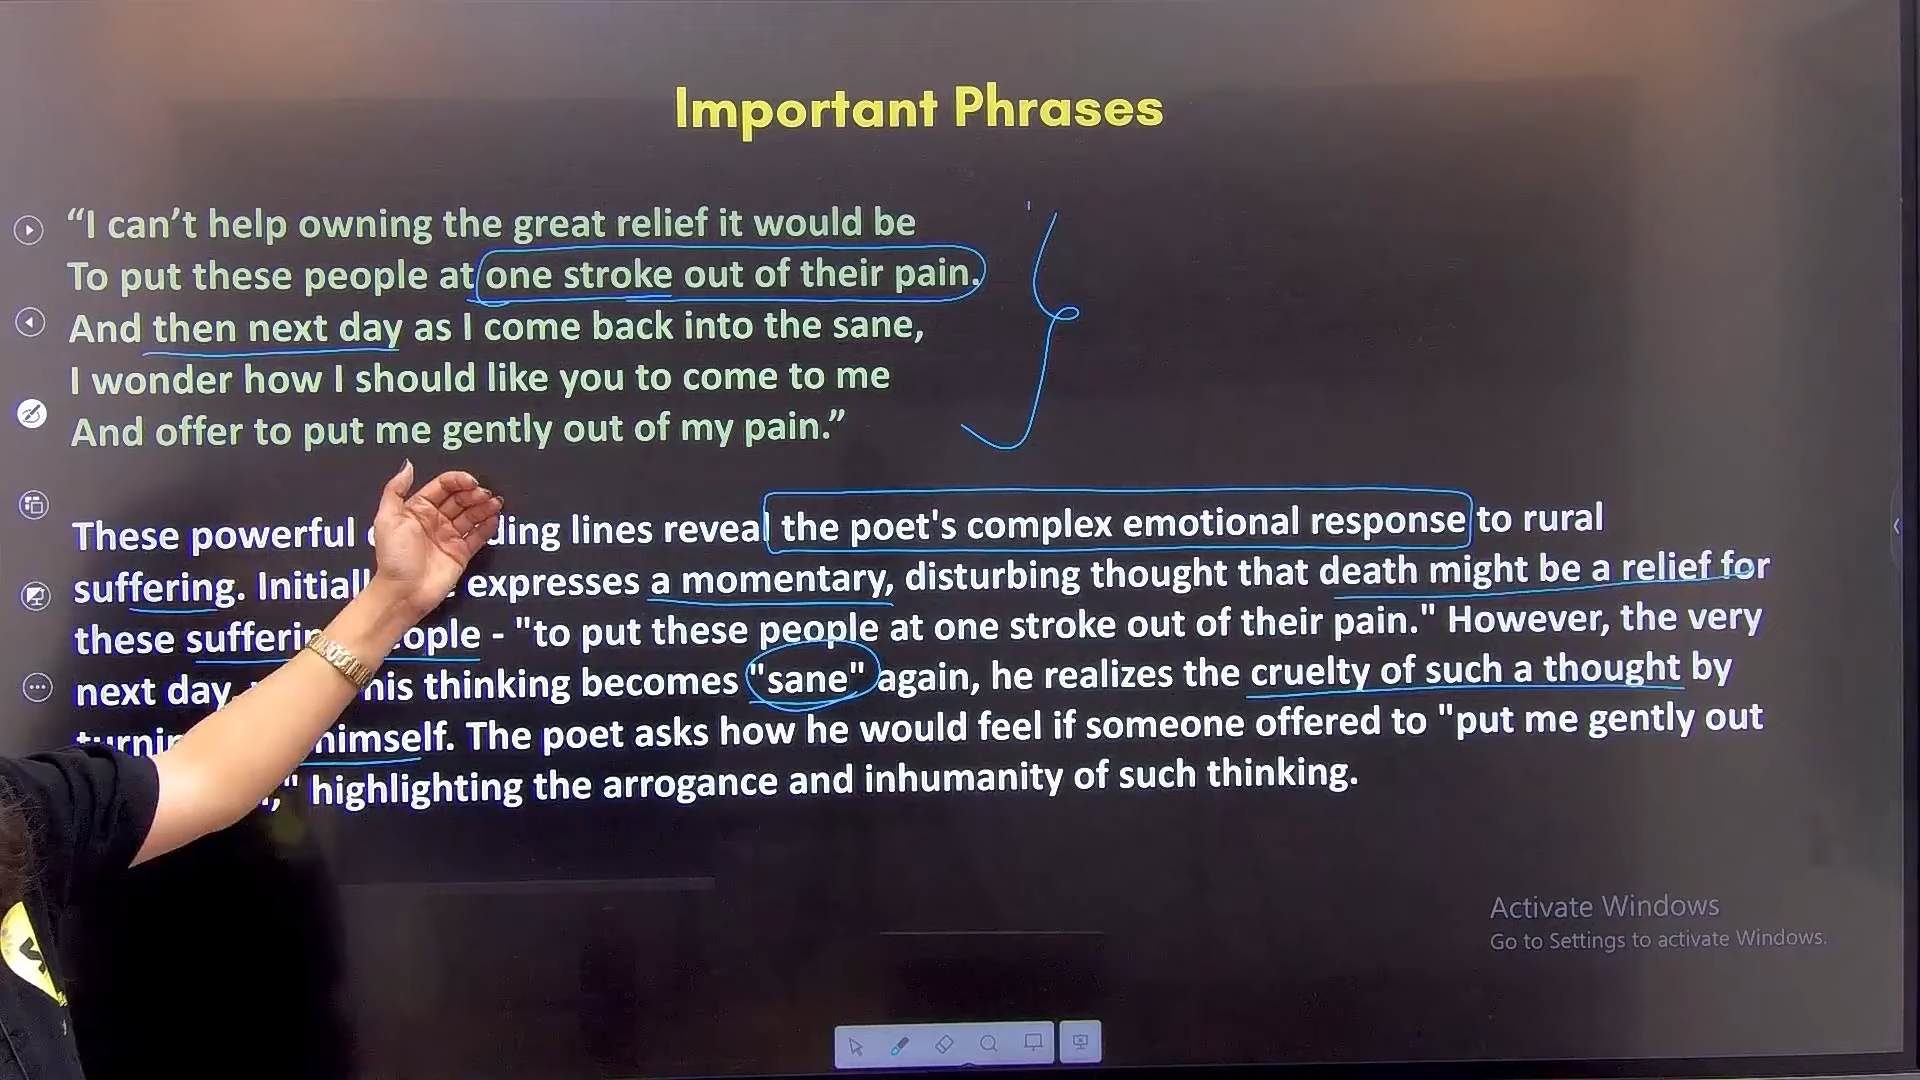 Important Phrases
“I can’t help owning the great relief it would be
To put these people at one stroke out of their pain.
And then next day as I come back into the sane,
I wonder how I should like you to come to me
And offer to put me gently out of my pain.”
These powerful lines reveal the poet's complex emotional response to rural
suffering. expresses a momentary, disturbing thought that death might be a relief for
these - "to put these people at one stroke out of their pain." However, the very
next day his thinking becomes "sane" again, he realizes the cruelty of such a thought by
himself. The poet asks how he would feel if someone offered to "put me gently out
," highlighting the arrogance and inhumanity of such thinking.
Activate Windows
Go to Settings to activate Windows.